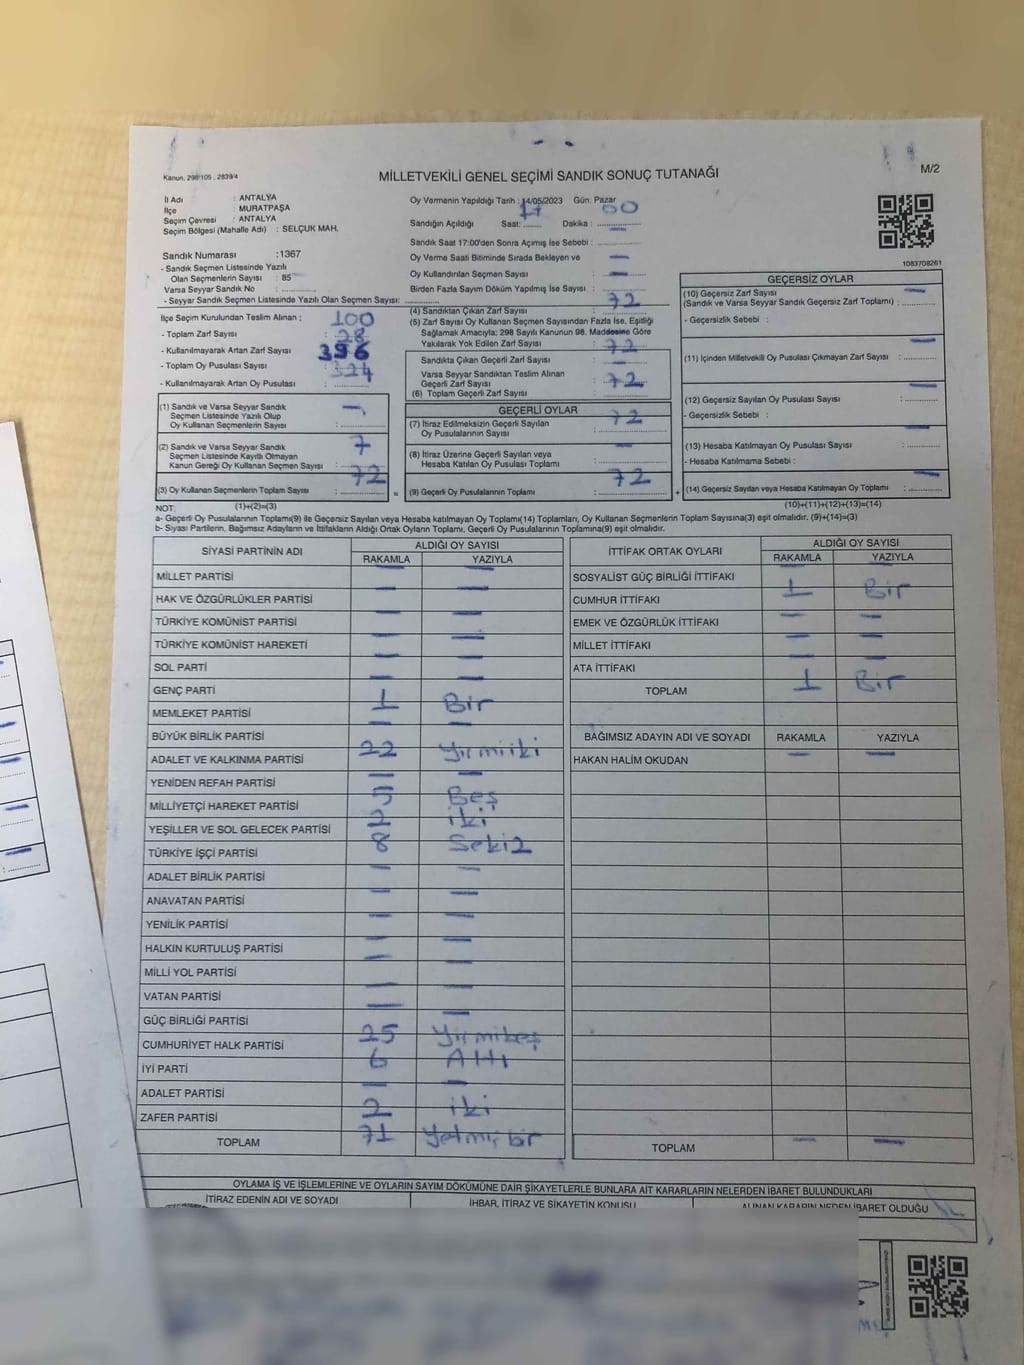 Kanun, 298/105 , 2839/4
MİLLETVEKİLİ GENEL SEÇİMİ SANDIK SONUÇ TUTANAĞI
M/2
İl Adı : ANTALYA
İlçe : MURATPAŞA
Seçim Çevresi : ANTALYA
Seçim Bölgesi (Mahalle Adı) : SELÇUK MAH.
Sandık Numarası :1367
- Sandık Seçmen Listesinde Yazılı
Olan Seçmenlerin Sayısı : 85
Varsa Seyyar Sandık No :
- Seyyar Sandık Seçmen Listesinde Yazılı Olan Seçmen Sayısı:
Oy Vermenin Yapıldığı Tarih : 14/05/2023 Gün: Pazar
Sandığın Açıldığı Saat: 17 Dakika : 00
Sandık Saat 17:00'den Sonra Açımış İse Sebebi : —
Oy Verme Saati Bitiminde Sırada Bekleyen ve
Oy Kullandırılan Seçmen Sayısı : —
Birden Fazla Sayım Döküm Yapılmış İse Sayısı : —
1083708261
İlçe Seçim Kurulundan Teslim Alınan ;
- Toplam Zarf Sayısı : 100
- Kullanılmayarak Artan Zarf Sayısı : 28
- Toplam Oy Pusulası Sayısı : 396
- Kullanılmayarak Artan Oy Pusulası : 324
(4) Sandıktan Çıkan Zarf Sayısı : 72
(5) Zarf Sayısı Oy Kullanan Seçmen Sayısından Fazla İse, Eşitliği
Sağlamak Amacıyla; 298 Sayılı Kanunun 98. Maddesine Göre
Yakılarak Yok Edilen Zarf Sayısı : —
Sandıkta Çıkan Geçerli Zarf Sayısı : 72
Varsa Seyyar Sandıktan Teslim Alınan
Geçerli Zarf Sayısı : —
(6) Toplam Geçerli Zarf Sayısı : 72
GEÇERSİZ OYLAR
(10) Geçersiz Zarf Sayısı
(Sandık ve Varsa Seyyar Sandık Geçersiz Zarf Toplamı) : —
- Geçersizlik Sebebi :
(11) İçinden Milletvekili Oy Pusulası Çıkmayan Zarf Sayısı : —
(12) Geçersiz Sayılan Oy Pusulası Sayısı : —
- Geçersizlik Sebebi :
(13) Hesaba Katılmayan Oy Pusulası Sayısı : —
- Hesaba Katılmama Sebebi :
(14) Geçersiz Sayılan veya Hesaba Katılmayan Oy Toplamı : —
(1) Sandık ve Varsa Seyyar Sandık
Seçmen Listesinde Yazılı Olup
Oy Kullanan Seçmenlerin Sayısı : —
(2) Sandık ve Varsa Seyyar Sandık
Seçmen Listesinde Kayıtlı Olmayan
Kanun Gereği Oy Kullanan Seçmen Sayısı : 7
(3) Oy Kullanan Seçmenlerin Toplam Sayısı : 72
GEÇERLİ OYLAR
(7) İtiraz Edilmeksizin Geçerli Sayılan
Oy Pusulalarının Sayısı : 72
(8) İtiraz Üzerine Geçerli Sayılan veya
Hesaba Katılan Oy Pusulası Toplamı : —
= (9) Geçerli Oy Pusulalarının Toplamı : 72 +
NOT: (1)+(2)=(3) (10)+(11)+(12)+(13)=(14)
a- Geçerli Oy Pusulalarının Toplamı(9) ile Geçersiz Sayılan veya Hesaba katılmayan Oy Toplamı(14) Toplamları, Oy Kullanan Seçmenlerin Toplam Sayısına(3) eşit olmalıdır. (9)+(14)=(3)
b- Siyasi Partilerin, Bağımsız Adayların ve İttifakların Aldığı Ortak Oyların Toplamı, Geçerli Oy Pusulalarının Toplamına(9) eşit olmalıdır.
SİYASİ PARTİNİN ADI ALDIĞI OY SAYISI
RAKAMLA YAZIYLA
MİLLET PARTİSİ — —
HAK VE ÖZGÜRLÜKLER PARTİSİ — —
TÜRKİYE KOMÜNİST PARTİSİ — —
TÜRKİYE KOMÜNİST HAREKETİ — —
SOL PARTİ — —
GENÇ PARTİ — —
MEMLEKET PARTİSİ 1 Bir
BÜYÜK BİRLİK PARTİSİ — —
ADALET VE KALKINMA PARTİSİ 22 Yirmiiki
YENİDEN REFAH PARTİSİ — —
MİLLİYETÇİ HAREKET PARTİSİ 5 Beş
YEŞİLLER VE SOL GELECEK PARTİSİ 2 iki
TÜRKİYE İŞÇİ PARTİSİ 8 Sekiz
ADALET BİRLİK PARTİSİ — —
ANAVATAN PARTİSİ — —
YENİLİK PARTİSİ — —
HALKIN KURTULUŞ PARTİSİ — —
MİLLİ YOL PARTİSİ — —
VATAN PARTİSİ
GÜÇ BİRLİĞİ PARTİSİ — —
CUMHURİYET HALK PARTİSİ 25 Yirmibeş
İYİ PARTİ 6 Altı
ADALET PARTİSİ — —
ZAFER PARTİSİ 2 iki
TOPLAM 71 Yetmiş bir
İTTİFAK ORTAK OYLARI ALDIĞI OY SAYISI
RAKAMLA YAZIYLA
SOSYALİST GÜÇ BİRLİĞİ İTTİFAKI — —
CUMHUR İTTİFAKI 1 Bir
EMEK VE ÖZGÜRLÜK İTTİFAKI — —
MİLLET İTTİFAKI — —
ATA İTTİFAKI — —
TOPLAM 1 Bir
BAĞIMSIZ ADAYIN ADI VE SOYADI RAKAMLA YAZIYLA
HAKAN HALİM OKUDAN — —
TOPLAM — —
OYLAMA İŞ VE İŞLEMLERİNE VE OYLARIN SAYIM DÖKÜMÜNE DAİR ŞİKAYETLERLE BUNLARA AİT KARARLARIN NELERDEN İBARET BULUNDUKLARI
İTİRAZ EDENİN ADI VE SOYADI İHBAR, İTİRAZ VE ŞİKAYETİN KONUSU ALINAN KARARIN NEDEN İBARET OLDUĞU